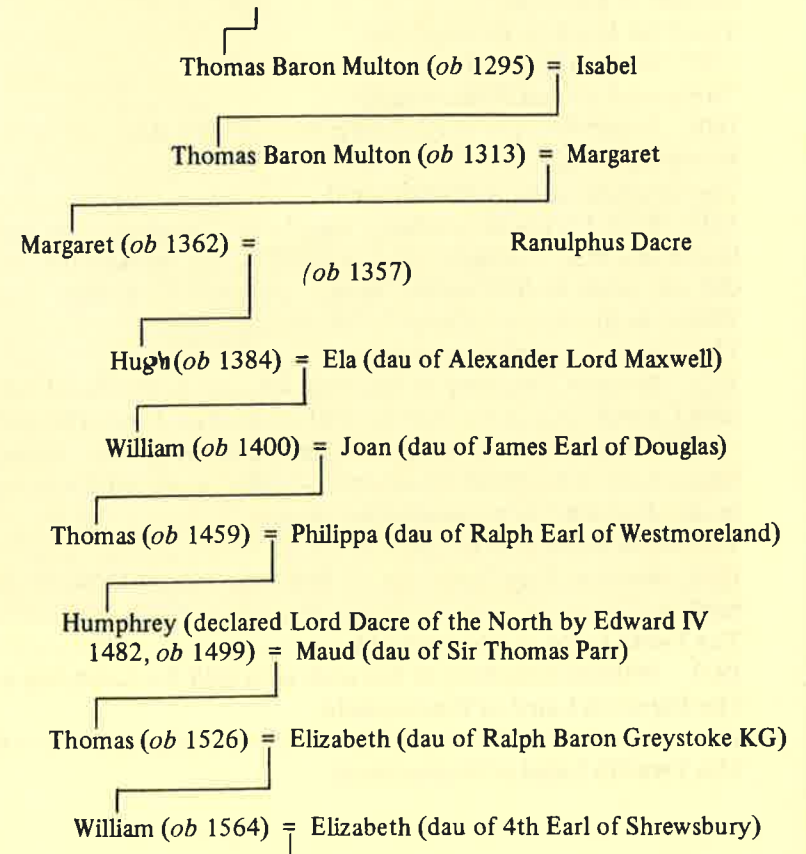 Thomas Baron Multon (ob 1295) = Isabel
Thomas Baron Multon (ob 1313) = Margaret
Margaret (ob 1362) = Ranulphus Dacre
(ob 1357)
Hugh (ob 1384) = Ela (dau of Alexander Lord Maxwell)
William (ob 1400) = Joan (dau of James Earl of Douglas)
Thomas (ob 1459) = Philippa (dau of Ralph Earl of Westmoreland)
Humphrey (declared Lord Dacre of the North by Edward IV
1482, ob 1499) = Maud (dau of Sir Thomas Parr)
Thomas (ob 1526) = Elizabeth (dau of Ralph Baron Greystoke KG)
William (ob 1564) = Elizabeth (dau of 4th Earl of Shrewsbury)